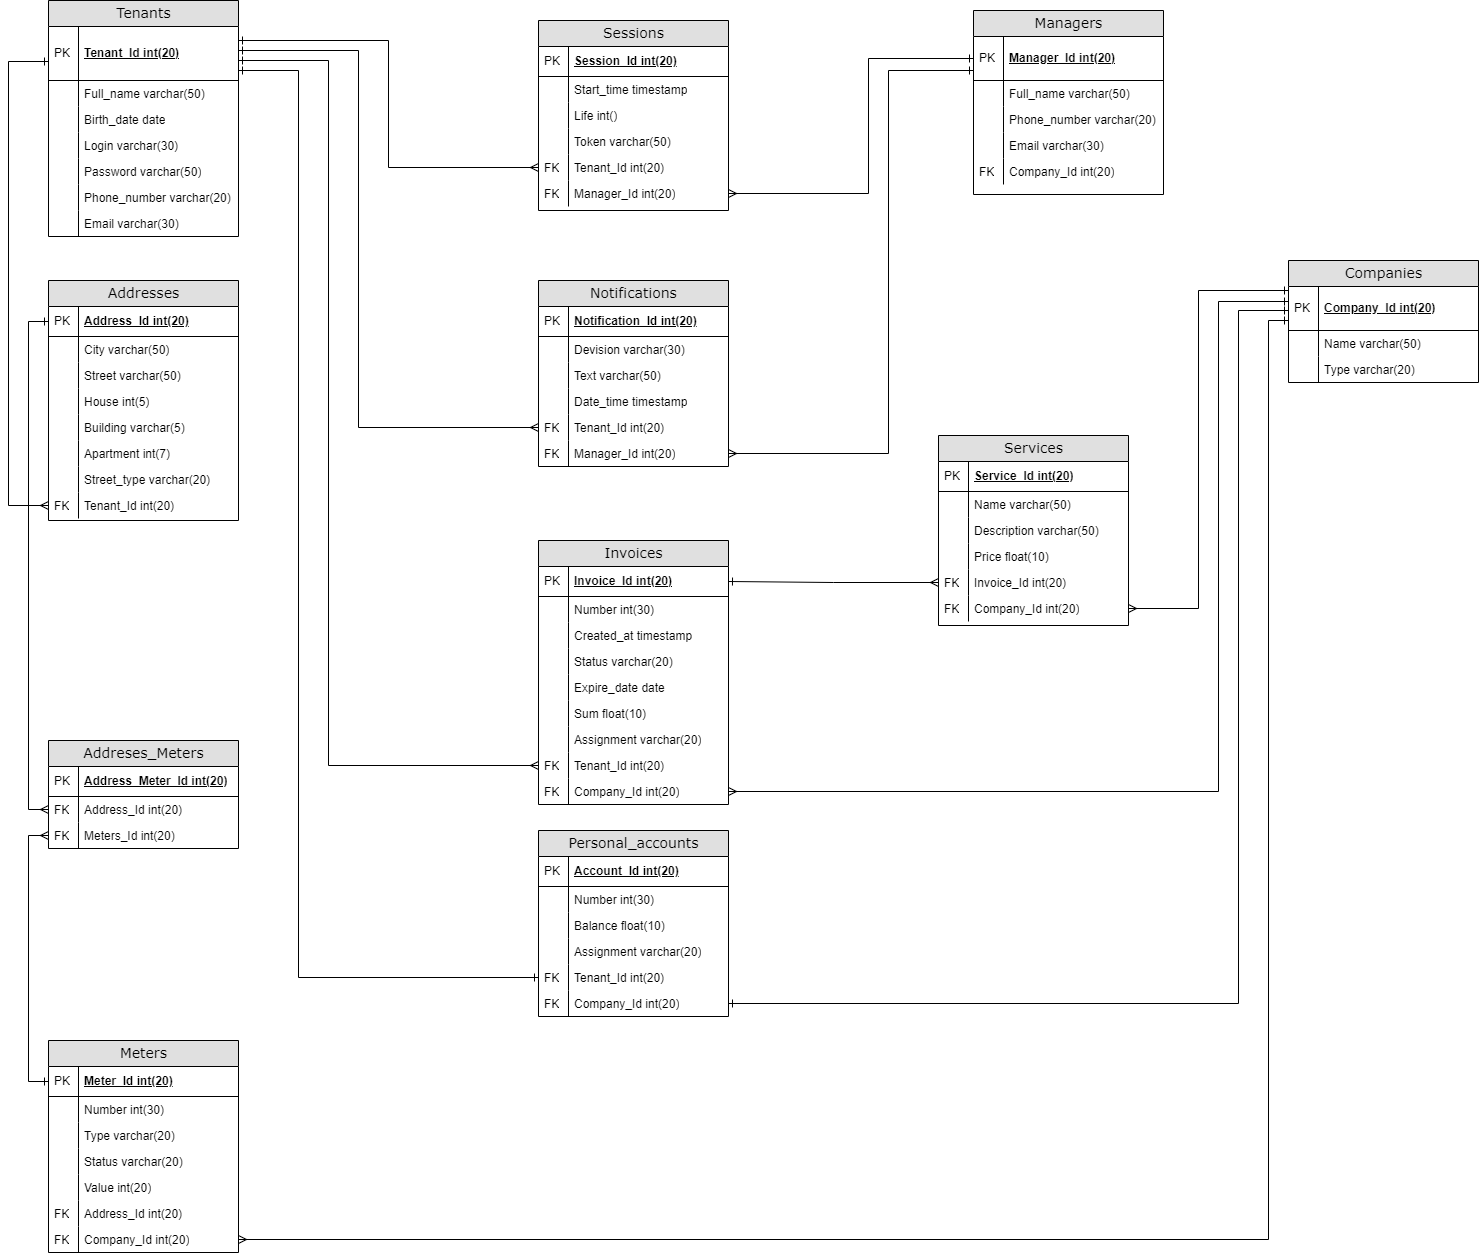 Tenants
PK Tenant_Id int(20)
Full_name varchar(50)
Birth_date date
Login varchar(30)
Password varchar(50)
Phone_number varchar(20)
Email varchar(30)
Sessions
PK Session_Id int(20)
Start_time timestamp
Life int()
Token varchar(50)
FK Tenant_Id int(20)
FK Manager_Id int(20)
Managers
PK Manager_Id int(20)
Full_name varchar(50)
Phone_number varchar(20)
Email varchar(30)
FK Company_Id int(20)
Addresses
PK Address_Id int(20)
City varchar(50)
Street varchar(50)
House int(5)
Building varchar(5)
Apartment int(7)
Street_type varchar(20)
FK Tenant_Id int(20)
Notifications
PK Notification_Id int(20)
Devision varchar(30)
Text varchar(50)
Date_time timestamp
FK Tenant_Id int(20)
FK Manager_Id int(20)
Companies
PK Company_Id int(20)
Name varchar(50)
Type varchar(20)
Services
PK Service_Id int(20)
Name varchar(50)
Description varchar(50)
Price float(10)
FK Invoice_Id int(20)
FK Company_Id int(20)
Invoices
PK Invoice_Id int(20)
Number int(30)
Created_at timestamp
Status varchar(20)
Expire_date date
Sum float(10)
Assignment varchar(20)
FK Tenant_Id int(20)
FK Company_Id int(20)
Addreses_Meters
PK Address_Meter_Id int(20)
FK Address_Id int(20)
FK Meters_Id int(20)
Personal_accounts
PK Account_Id int(20)
Number int(30)
Balance float(10)
Assignment varchar(20)
FK Tenant_Id int(20)
FK Company_Id int(20)
Meters
PK Meter_Id int(20)
Number int(30)
Type varchar(20)
Status varchar(20)
Value int(20)
FK Address_Id int(20)
FK Company_Id int(20)